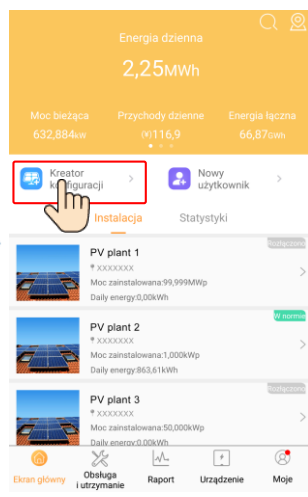 Energia dzienna
2,25MWh
Moc bieżąca
Przychody dzienne
Energia łączna
632,884kW
(¥)116,9
66,87GWh
Kreator
konfiguracji
Nowy
użytkownik
Instalacja
Statystyki
Rozłączono
PV plant 1
XXXXXXX
Moc zainstalowana:99,999MWp
Daily energy:0,00kWh
W normie
PV plant 2
XXXXXXX
Moc zainstalowana:1,000kWp
Daily energy:863,61kWh
Rozłączono
PV plant 3
XXXXXXX
Moc zainstalowana:50,000kWp
Daily energy:0,00kWh
Ekran główny
Obsługa
i utrzymanie
Raport
Urządzenie
Moje